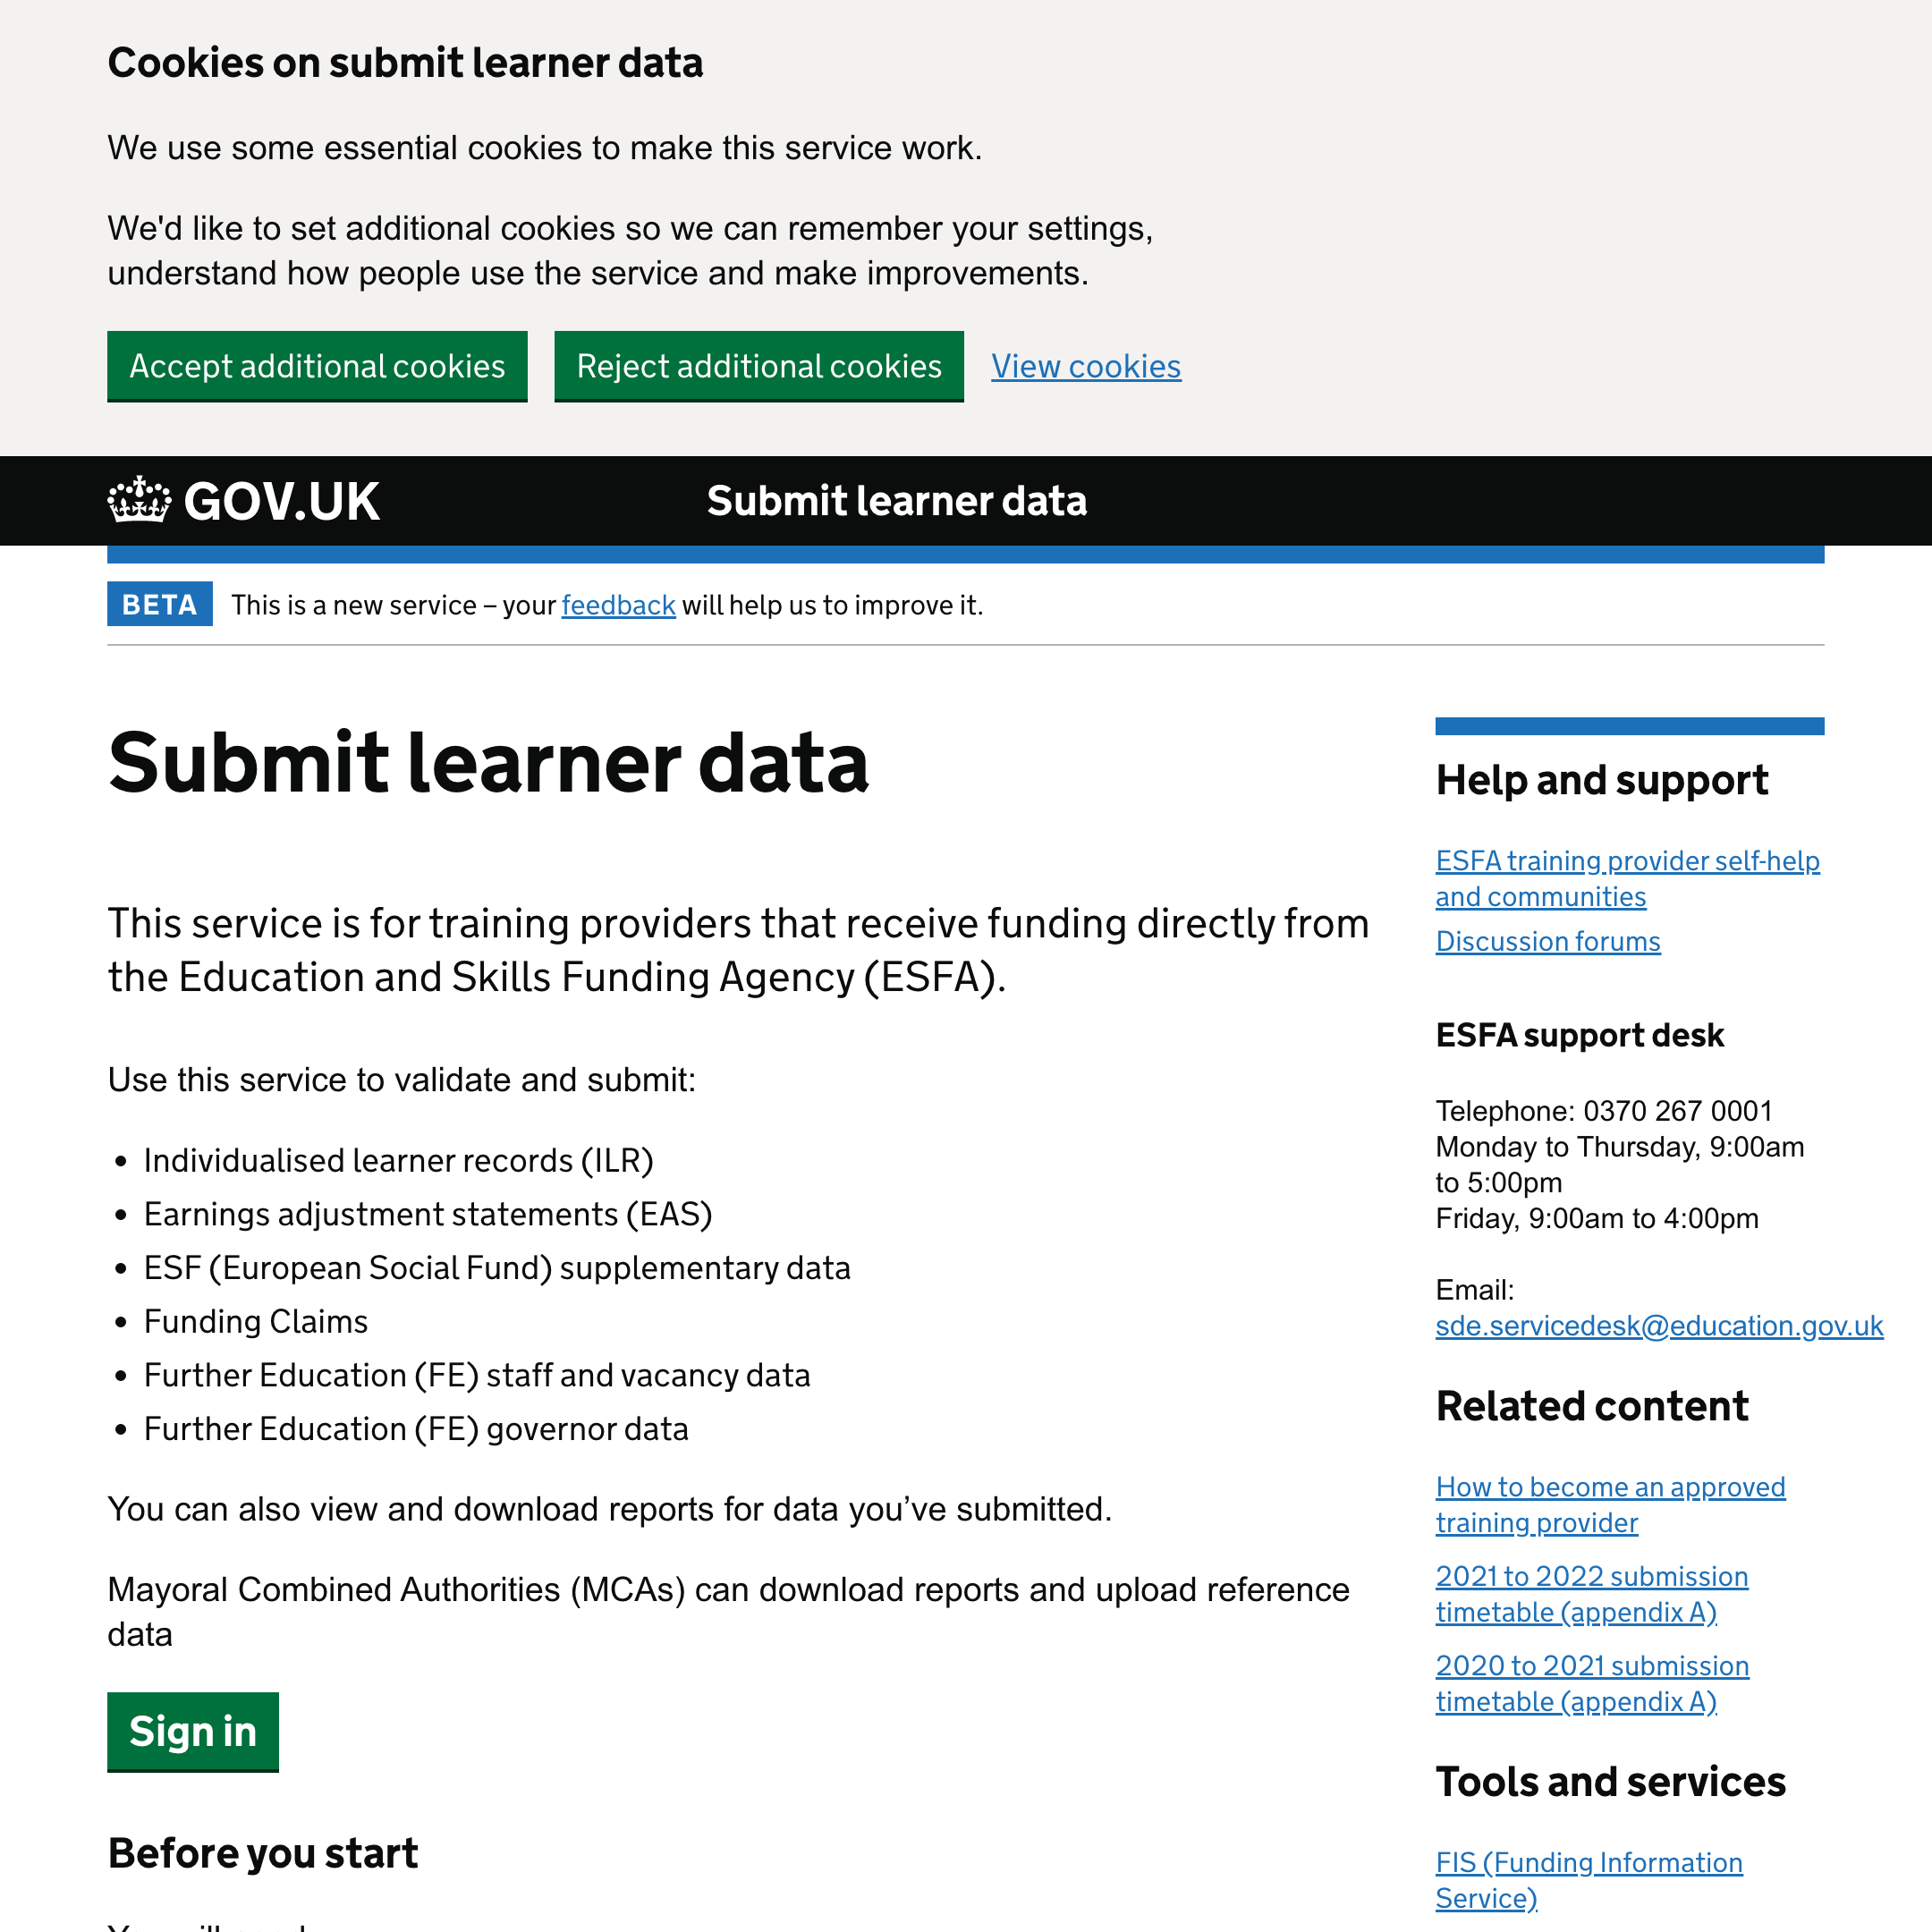 Cookies on submit learner data
We use some essential cookies to make this service work.
We'd like to set additional cookies so we can remember your settings,
understand how people use the service and make improvements.
Accept additional cookies
Reject additional cookies
View cookies
GOV.UK
Submit learner data
BETA
This is a new service – your feedback will help us to improve it.
Submit learner data
This service is for training providers that receive funding directly from
the Education and Skills Funding Agency (ESFA).
Use this service to validate and submit:
• Individualised learner records (ILR)
• Earnings adjustment statements (EAS)
• ESF (European Social Fund) supplementary data
• Funding Claims
• Further Education (FE) staff and vacancy data
• Further Education (FE) governor data
You can also view and download reports for data you’ve submitted.
Mayoral Combined Authorities (MCAs) can download reports and upload reference
data
Sign in
Before you start
Help and support
ESFA training provider self-help
and communities
Discussion forums
ESFA support desk
Telephone: 0370 267 0001
Monday to Thursday, 9:00am
to 5:00pm
Friday, 9:00am to 4:00pm
Email:
sde.servicedesk@education.gov.uk
Related content
How to become an approved
training provider
2021 to 2022 submission
timetable (appendix A)
2020 to 2021 submission
timetable (appendix A)
Tools and services
FIS (Funding Information
Service)